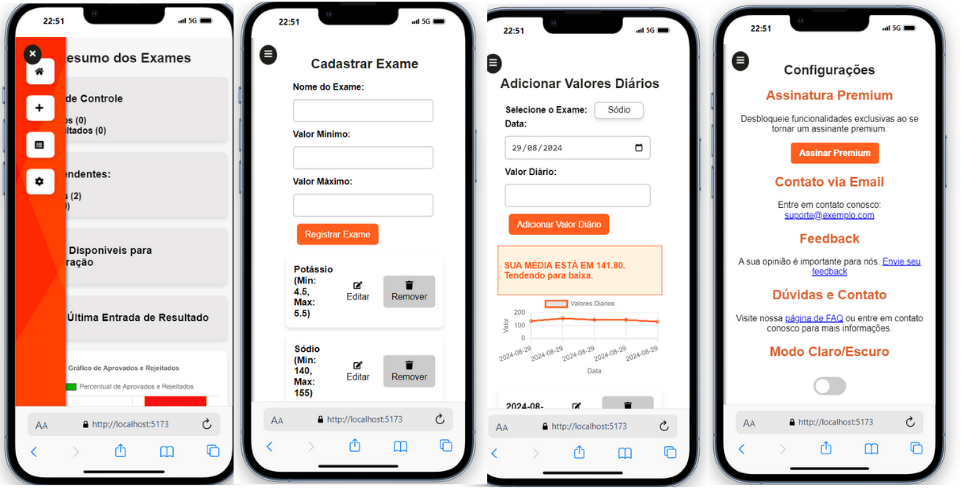 22:51
5G
esumo dos Exames
de Controle
os (0)
ltados (0)
endentes:
s (2)
)
Disponiveis para
ração
Última Entrada de Resultado
Gráfico de Aprovados e Rejeitados
Percentual de Aprovados e Rejeitados
AA
http://localhost:5173
22:51
5G
Cadastrar Exame
Nome do Exame:
Valor Mínimo:
Valor Máximo:
Registrar Exame
Potássio
(Min:
4.5,
Max:
5.5)
Editar
Remover
Sódio
(Min:
140,
Max:
155)
Editar
Remover
AA
http://localhost:5173
22:51
5G
Adicionar Valores Diários
Selecione o Exame: Sódio
Data:
29/08/2024
Valor Diário:
Adicionar Valor Diário
SUA MÉDIA ESTÁ EM 141.80.
Tendendo para baixa.
Valores Diários
Valor
200
100
0
2024-08-29 2024-08-29 2024-08-29 2024-08-29 2024-08-29
Data
2024-08-
AA
http://localhost:5173
22:51
5G
Configurações
Assinatura Premium
Desbloqueie funcionalidades exclusivas ao se
tornar um assinante premium.
Assinar Premium
Contato via Email
Entre em contato conosco:
suporte@exemplo.com
Feedback
A sua opinião é importante para nós. Envie seu
feedback
Dúvidas e Contato
Visite nossa página de FAQ ou entre em contato
conosco para mais informações.
Modo Claro/Escuro
AA
http://localhost:5173